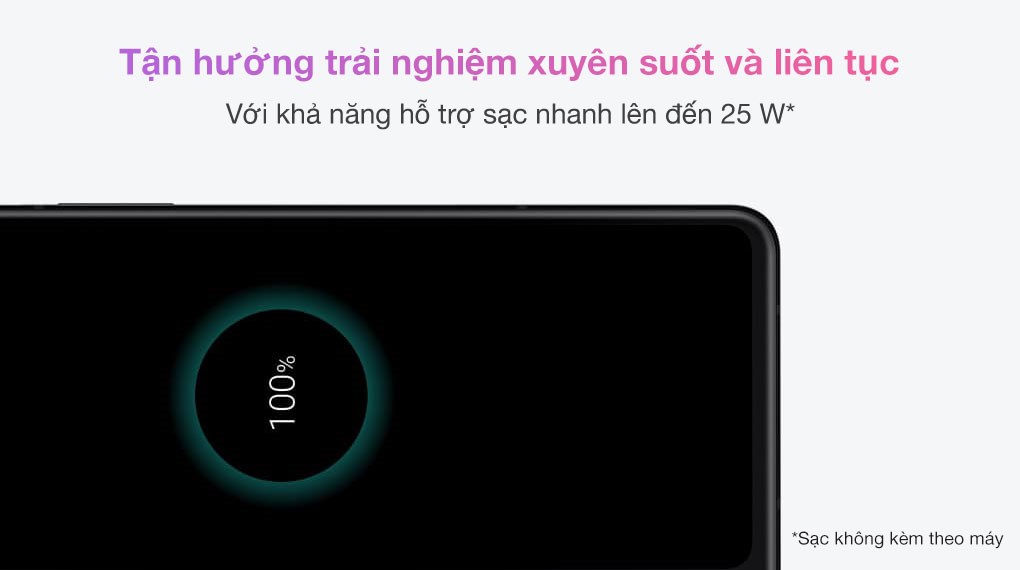 Tận hưởng trải nghiệm xuyên suốt và liên tục
Với khả năng hỗ trợ sạc nhanh lên đến 25 W*
100%
*Sạc không kèm theo máy